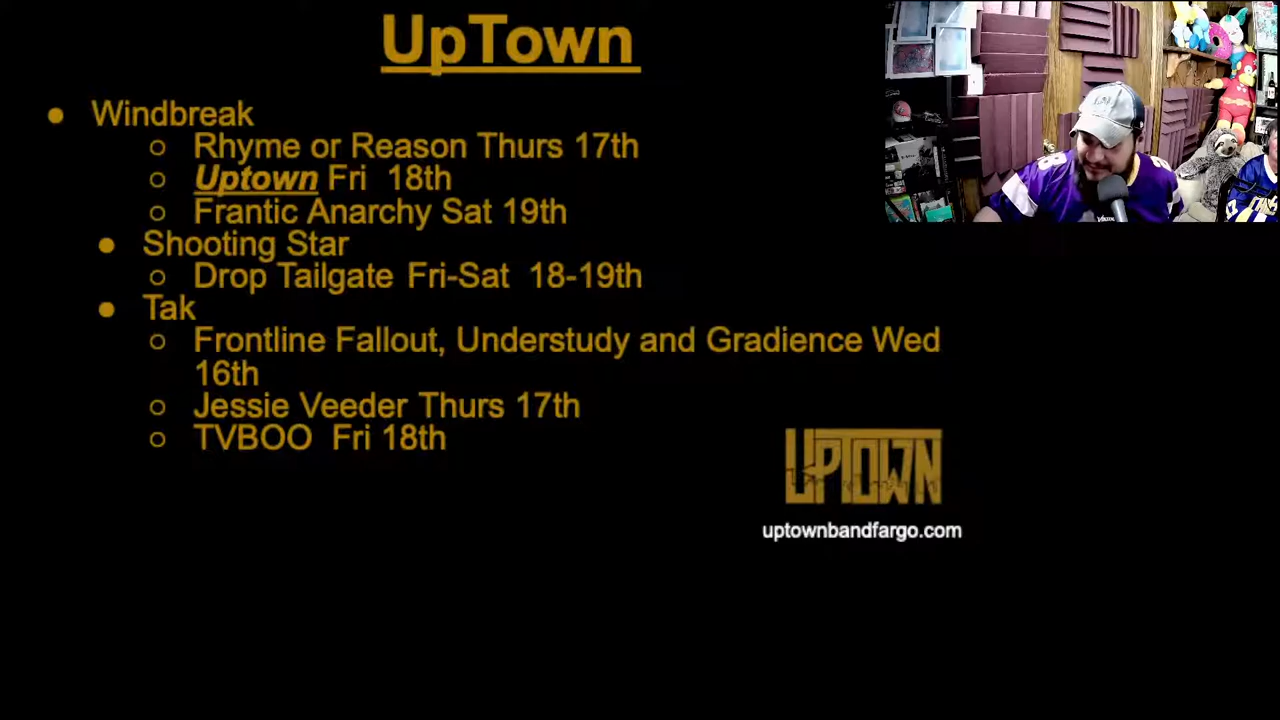 UpTown
● Windbreak
○ Rhyme or Reason Thurs 17th
○ Uptown Fri 18th
○ Frantic Anarchy Sat 19th
● Shooting Star
○ Drop Tailgate Fri-Sat 18-19th
● Tak
○ Frontline Fallout, Understudy and Gradience Wed
16th
○ Jessie Veeder Thurs 17th
○ TVBOO Fri 18th
UPTOWN
uptownbandfargo.com